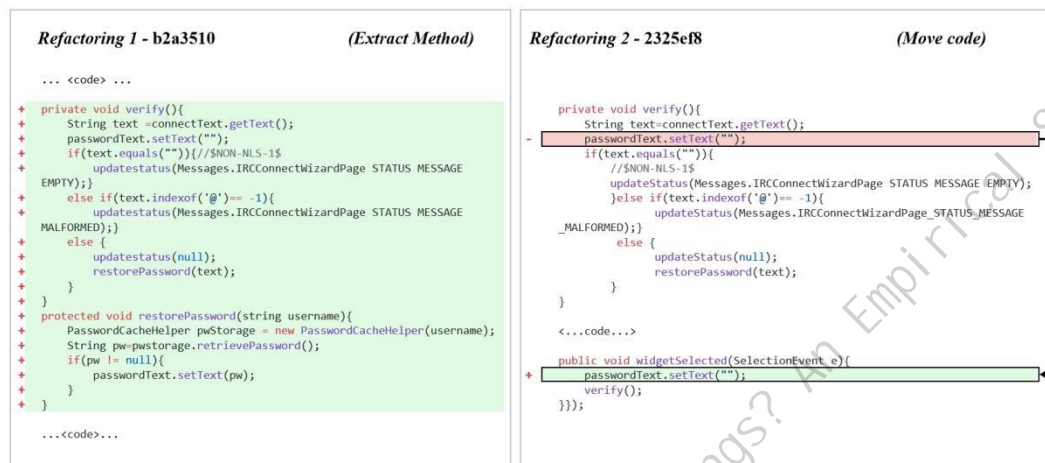 Refactoring 1 - b2a3510 (Extract Method)
... <code> ...
+ private void verify(){
+ String text =connectText.getText();
+ passwordText.setText("");
+ if(text.equals("")){//$NON-NLS-1$
+ updatestatus(Messages.IRCConnectWizardPage STATUS MESSAGE
EMPTY);}
+ else if(text.indexof('@')== -1){
+ updatestatus(Messages.IRCConnectWizardPage STATUS MESSAGE
MALFORMED);}
+ else {
+ updatestatus(null);
+ restorePassword(text);
+ }
+ }
+ protected void restorePassword(string username){
+ PasswordCacheHelper pwStorage = new PasswordCacheHelper(username);
+ String pw=pwstorage.retrievePassword();
+ if(pw != null){
+ passwordText.setText(pw);
+ }
+ }
...<code>...
Refactoring 2 - 2325ef8 (Move code)
private void verify(){
String text=connectText.getText();
- passwordText.setText("");
if(text.equals("")){
//$NON-NLS-1$
updateStatus(Messages.IRCConnectWizardPage STATUS MESSAGE EMPTY);
}else if(text.indexof('@')== -1){
updateStatus(Messages.IRCConnectWizardPage_STATUS_MESSAGE
_MALFORMED);}
else {
updateStatus(null);
restorePassword(text);
}
}
<...code...>
public void widgetSelected(SelectionEvent e){
+ passwordText.setText("");
verify();
}});
ngs? An Empirical